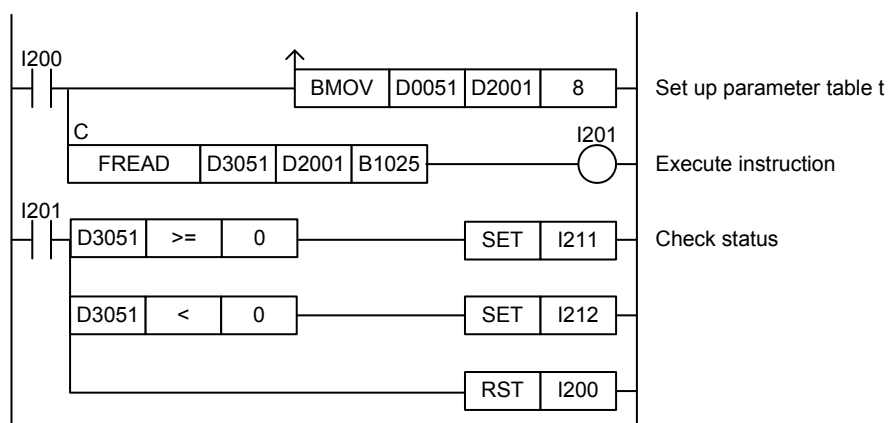 I200
BMOV D0051 D2001 8 Set up parameter table t
C I201
FREAD D3051 D2001 B1025 Execute instruction
I201
D3051 >= 0 SET I211 Check status
D3051 < 0 SET I212
RST I200